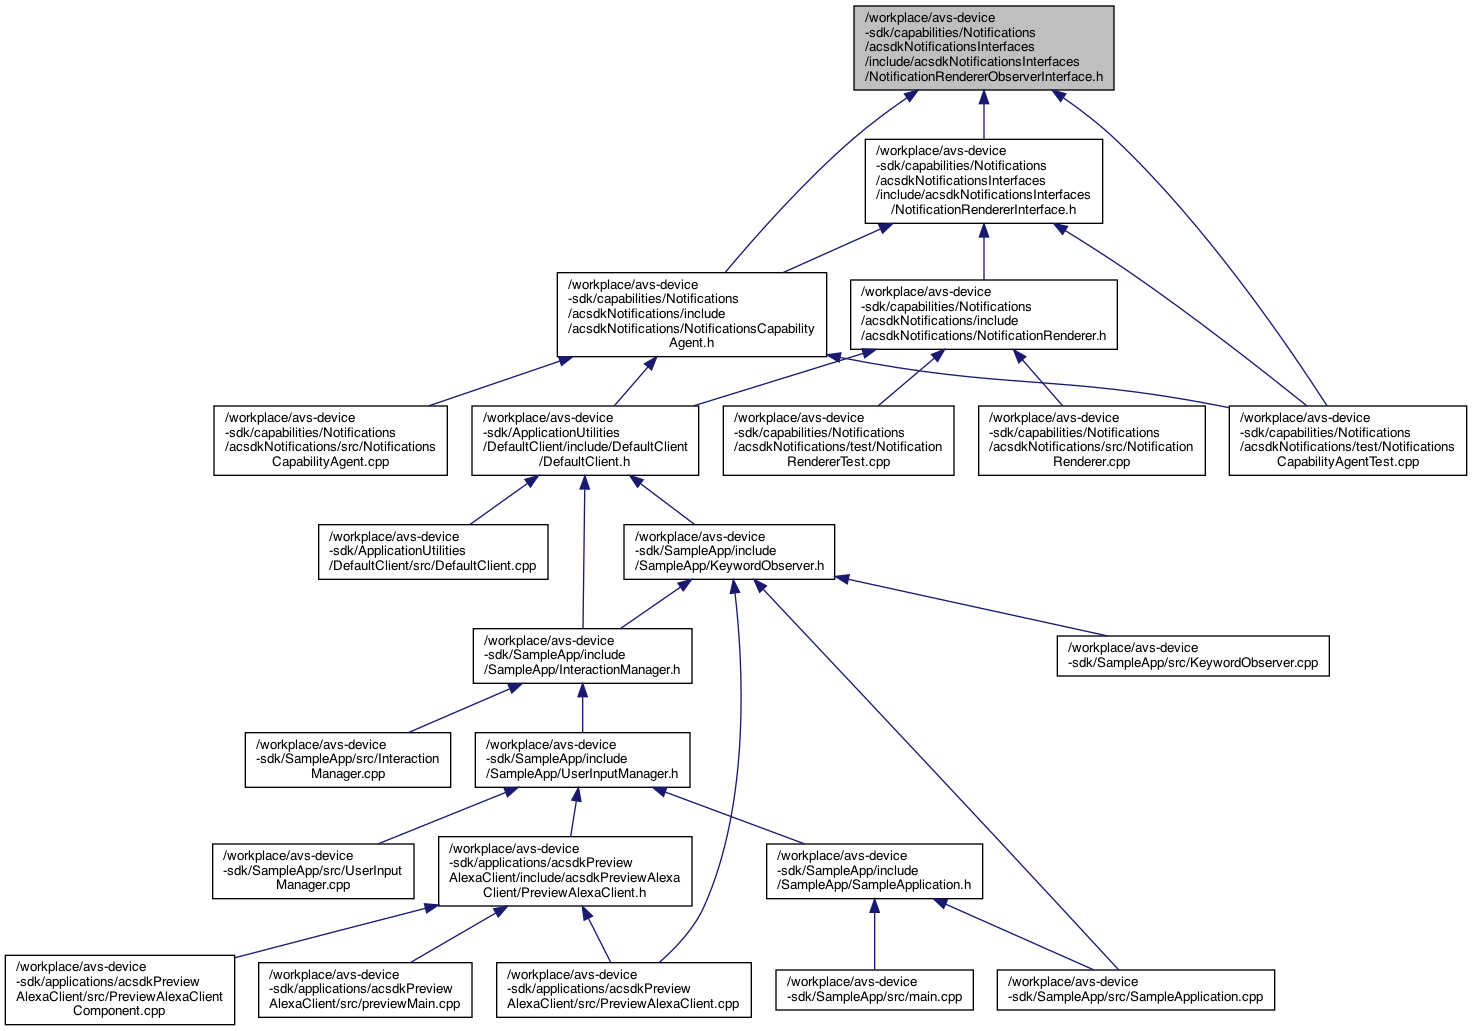 /workplace/avs-device
-sdk/capabilities/Notifications
/acsdkNotificationsInterfaces
/include/acsdkNotificationsInterfaces
/NotificationRendererObserverInterface.h
/workplace/avs-device
-sdk/capabilities/Notifications
/acsdkNotificationsInterfaces
/include/acsdkNotificationsInterfaces
/NotificationRendererInterface.h
/workplace/avs-device
-sdk/capabilities/Notifications
/acsdkNotifications/include
/acsdkNotifications/NotificationsCapability
Agent.h
/workplace/avs-device
-sdk/capabilities/Notifications
/acsdkNotifications/include
/acsdkNotifications/NotificationRenderer.h
/workplace/avs-device
-sdk/capabilities/Notifications
/acsdkNotifications/src/Notifications
CapabilityAgent.cpp
/workplace/avs-device
-sdk/ApplicationUtilities
/DefaultClient/include/DefaultClient
/DefaultClient.h
/workplace/avs-device
-sdk/capabilities/Notifications
/acsdkNotifications/test/Notification
RendererTest.cpp
/workplace/avs-device
-sdk/capabilities/Notifications
/acsdkNotifications/src/Notification
Renderer.cpp
/workplace/avs-device
-sdk/capabilities/Notifications
/acsdkNotifications/test/Notifications
CapabilityAgentTest.cpp
/workplace/avs-device
-sdk/ApplicationUtilities
/DefaultClient/src/DefaultClient.cpp
/workplace/avs-device
-sdk/SampleApp/include
/SampleApp/KeywordObserver.h
/workplace/avs-device
-sdk/SampleApp/include
/SampleApp/InteractionManager.h
/workplace/avs-device
-sdk/SampleApp/src/KeywordObserver.cpp
/workplace/avs-device
-sdk/SampleApp/src/Interaction
Manager.cpp
/workplace/avs-device
-sdk/SampleApp/include
/SampleApp/UserInputManager.h
/workplace/avs-device
-sdk/SampleApp/src/UserInput
Manager.cpp
/workplace/avs-device
-sdk/applications/acsdkPreview
AlexaClient/include/acsdkPreviewAlexa
Client/PreviewAlexaClient.h
/workplace/avs-device
-sdk/SampleApp/include
/SampleApp/SampleApplication.h
/workplace/avs-device
-sdk/applications/acsdkPreview
AlexaClient/src/PreviewAlexaClient
Component.cpp
/workplace/avs-device
-sdk/applications/acsdkPreview
AlexaClient/src/previewMain.cpp
/workplace/avs-device
-sdk/applications/acsdkPreview
AlexaClient/src/PreviewAlexaClient.cpp
/workplace/avs-device
-sdk/SampleApp/src/main.cpp
/workplace/avs-device
-sdk/SampleApp/src/SampleApplication.cpp